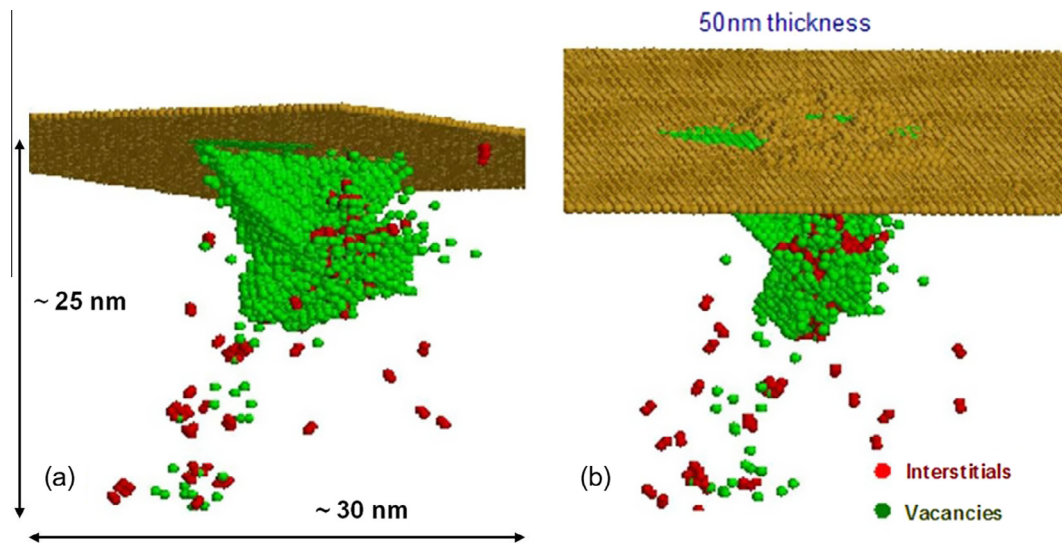 50nm thickness
~ 25 nm
(a)
(b)
Interstitials
~ 30 nm
Vacancies